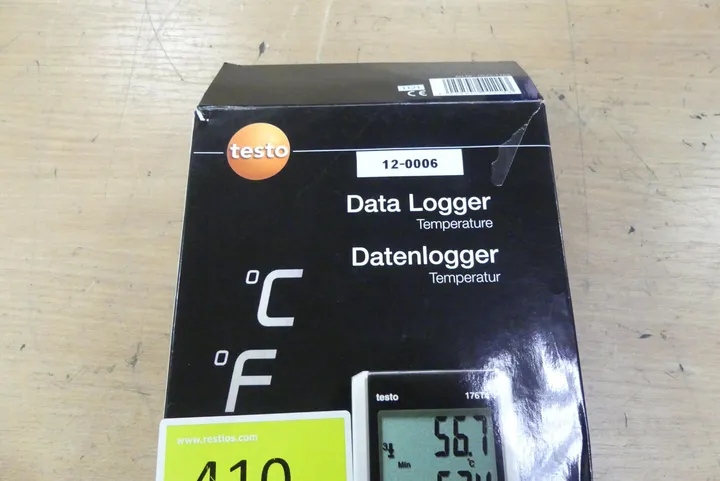 testo
12-0006
Data Logger
Temperature
Datenlogger
Temperatur
°C
°F
testo
www.restlos.com
410
56.7
°C
Min